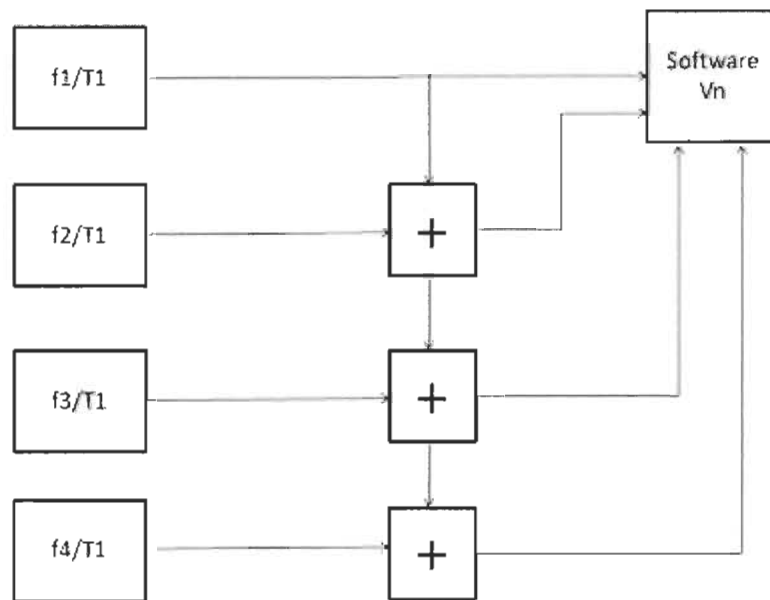 f1/T1
Software
Vn
f2/T1
+
f3/T1
+
f4/T1
+